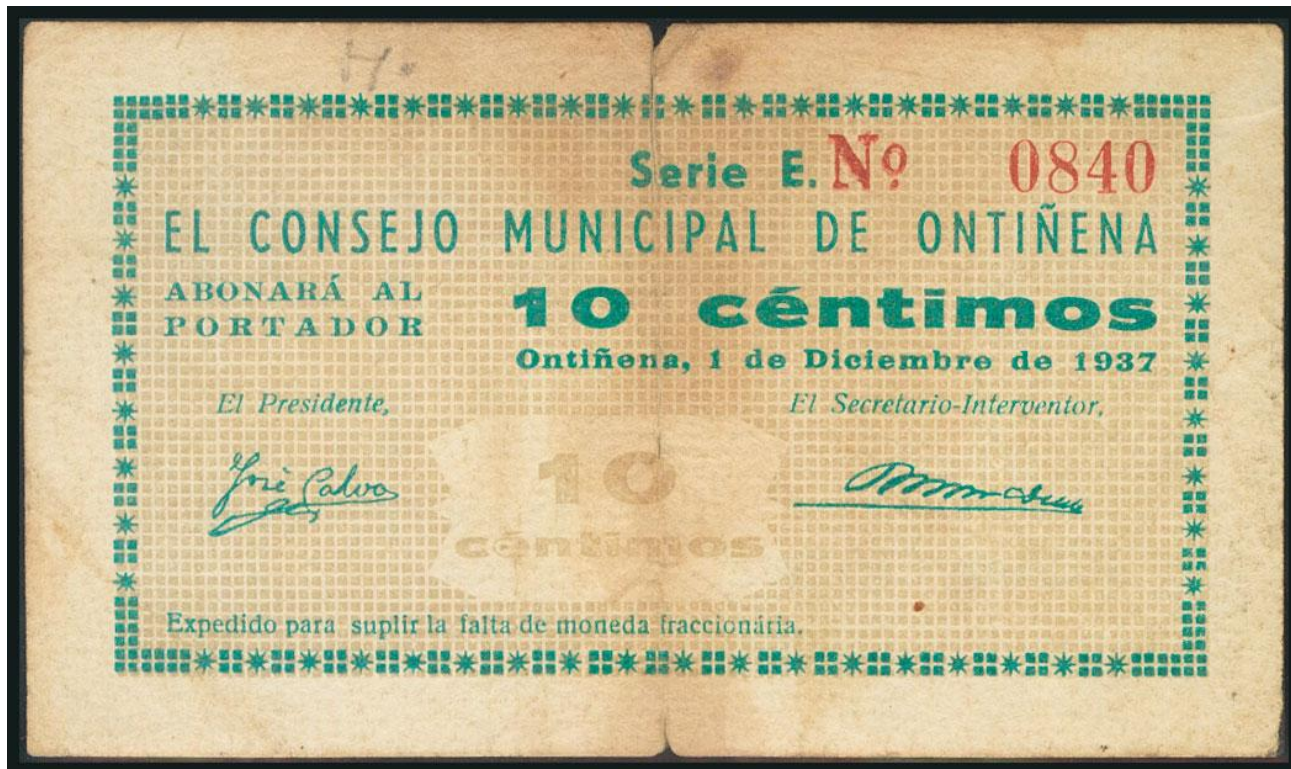 H.
Serie E. Nº 0840
EL CONSEJO MUNICIPAL DE ONTIÑENA
ABONARÁ AL
PORTADOR
10 céntimos
Ontiñena, 1 de Diciembre de 1937
El Presidente,
El Secretario-Interventor,
José Calvo
10
céntimos
Expedido para suplir la falta de moneda fraccionária.